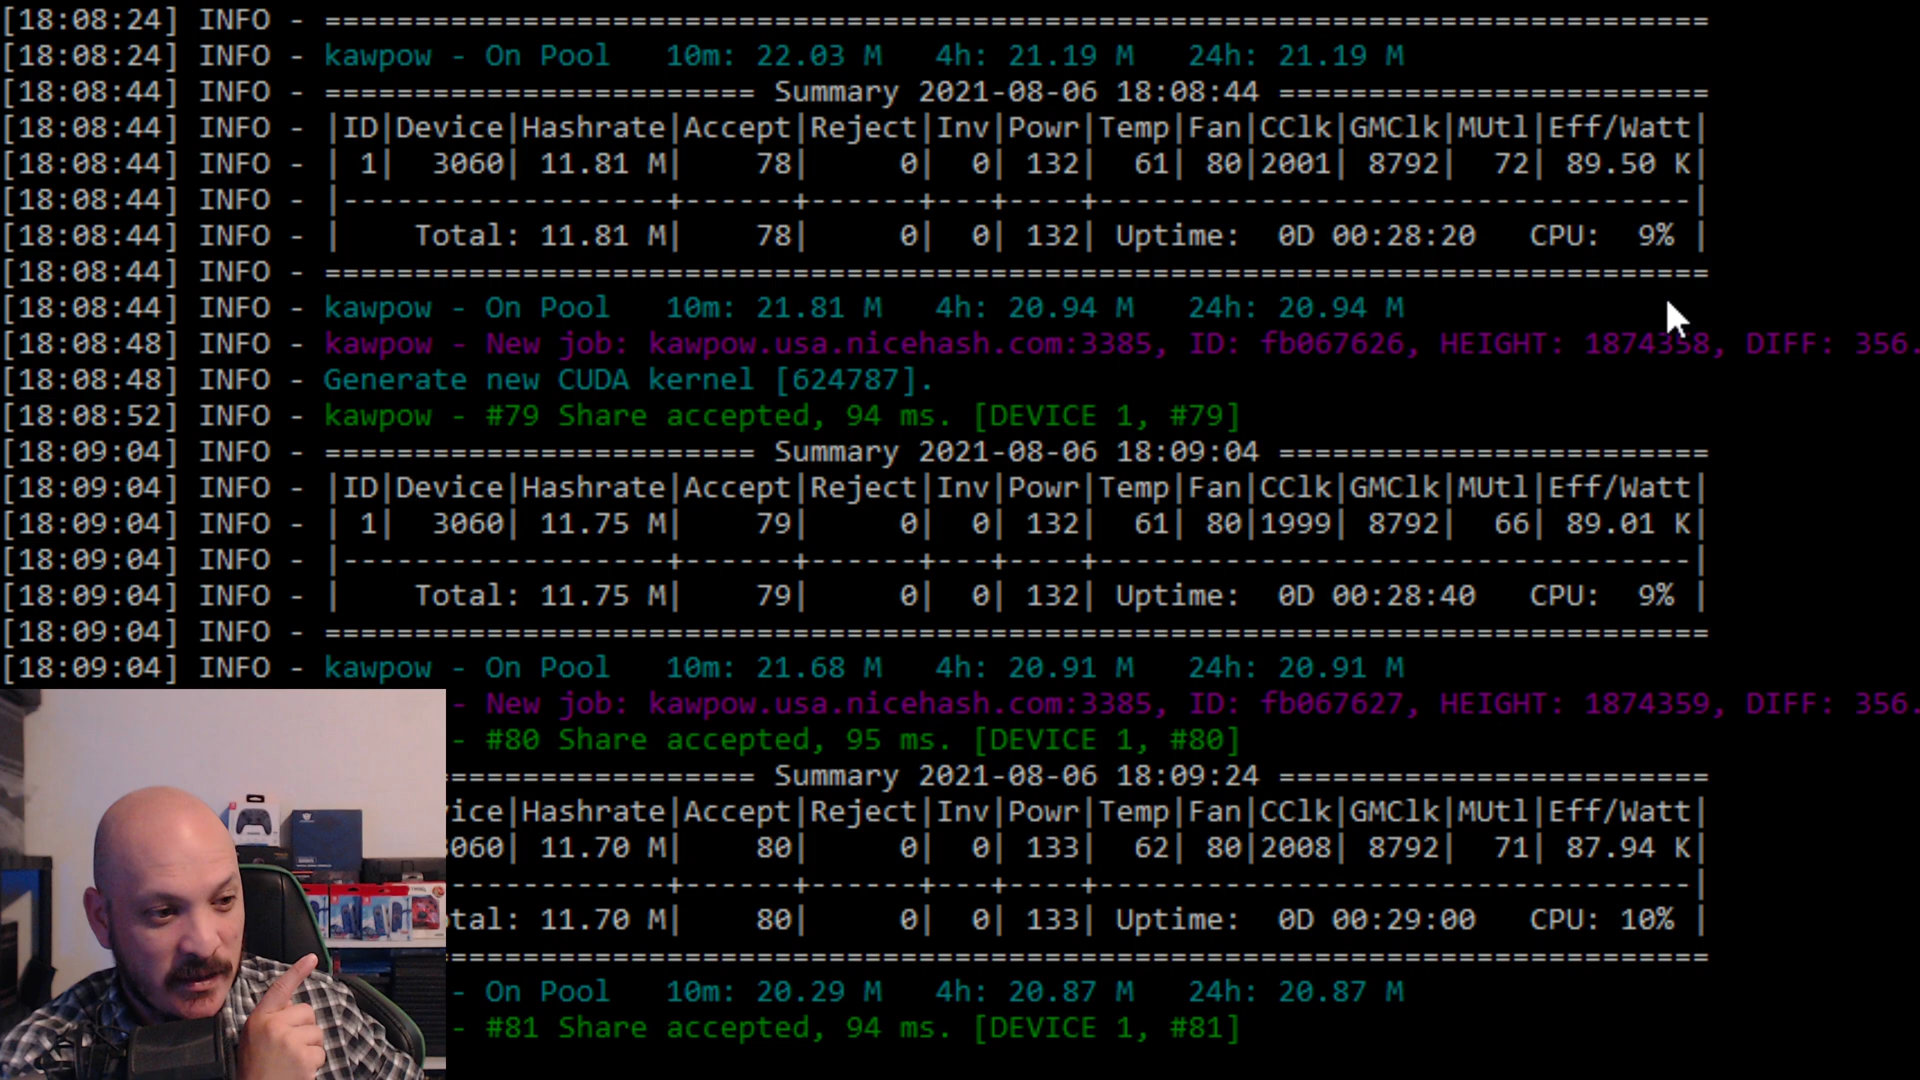 [18:08:24] INFO - =============================================================================
[18:08:24] INFO - kawpow - On Pool   10m: 22.03 M   4h: 21.19 M   24h: 21.19 M
[18:08:44] INFO - ======================== Summary 2021-08-06 18:08:44 ========================
[18:08:44] INFO - |ID|Device|Hashrate|Accept|Reject|Inv|Powr|Temp|Fan|CClk|GMClk|MUtl|Eff/Watt|
[18:08:44] INFO - | 1|  3060| 11.81 M|    78|     0|  0| 132|  61| 80|2001| 8792|  72| 89.50 K|
[18:08:44] INFO - |------------------+------+------+---+----+---------------------------------|
[18:08:44] INFO - |    Total: 11.81 M|    78|     0|  0| 132| Uptime:  0D 00:28:20   CPU:  9% |
[18:08:44] INFO - =============================================================================
[18:08:44] INFO - kawpow - On Pool   10m: 21.81 M   4h: 20.94 M   24h: 20.94 M
[18:08:48] INFO - kawpow - New job: kawpow.usa.nicehash.com:3385, ID: fb067626, HEIGHT: 1874358, DIFF: 356.
[18:08:48] INFO - Generate new CUDA kernel [624787].
[18:08:52] INFO - kawpow - #79 Share accepted, 94 ms. [DEVICE 1, #79]
[18:09:04] INFO - ======================== Summary 2021-08-06 18:09:04 ========================
[18:09:04] INFO - |ID|Device|Hashrate|Accept|Reject|Inv|Powr|Temp|Fan|CClk|GMClk|MUtl|Eff/Watt|
[18:09:04] INFO - | 1|  3060| 11.75 M|    79|     0|  0| 132|  61| 80|1999| 8792|  66| 89.01 K|
[18:09:04] INFO - |------------------+------+------+---+----+---------------------------------|
[18:09:04] INFO - |    Total: 11.75 M|    79|     0|  0| 132| Uptime:  0D 00:28:40   CPU:  9% |
[18:09:04] INFO - =============================================================================
[18:09:04] INFO - kawpow - On Pool   10m: 21.68 M   4h: 20.91 M   24h: 20.91 M
- New job: kawpow.usa.nicehash.com:3385, ID: fb067627, HEIGHT: 1874359, DIFF: 356.
- #80 Share accepted, 95 ms. [DEVICE 1, #80]
================= Summary 2021-08-06 18:09:24 ========================
vice|Hashrate|Accept|Reject|Inv|Powr|Temp|Fan|CClk|GMClk|MUtl|Eff/Watt|
3060| 11.70 M|    80|     0|  0| 133|  62| 80|2008| 8792|  71| 87.94 K|
------------+------+------+---+----+---------------------------------|
otal: 11.70 M|    80|     0|  0| 133| Uptime:  0D 00:29:00   CPU: 10% |
======================================================================
- On Pool   10m: 20.29 M   4h: 20.87 M   24h: 20.87 M
- #81 Share accepted, 94 ms. [DEVICE 1, #81]